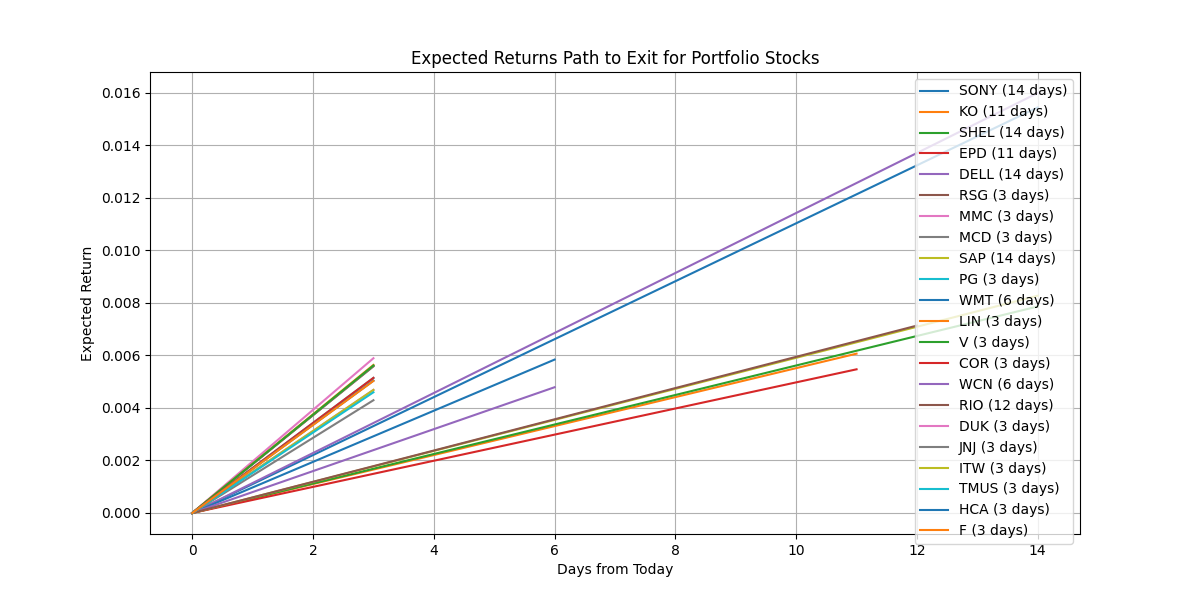 Expected Returns Path to Exit for Portfolio Stocks
0.016
0.014
0.012
0.010
0.008
0.006
0.004
0.002
0.000
Expected Return
0
2
4
6
8
10
12
14
Days from Today
SONY (14 days)
KO (11 days)
SHEL (14 days)
EPD (11 days)
DELL (14 days)
RSG (3 days)
MMC (3 days)
MCD (3 days)
SAP (14 days)
PG (3 days)
WMT (6 days)
LIN (3 days)
V (3 days)
COR (3 days)
WCN (6 days)
RIO (12 days)
DUK (3 days)
JNJ (3 days)
ITW (3 days)
TMUS (3 days)
HCA (3 days)
F (3 days)